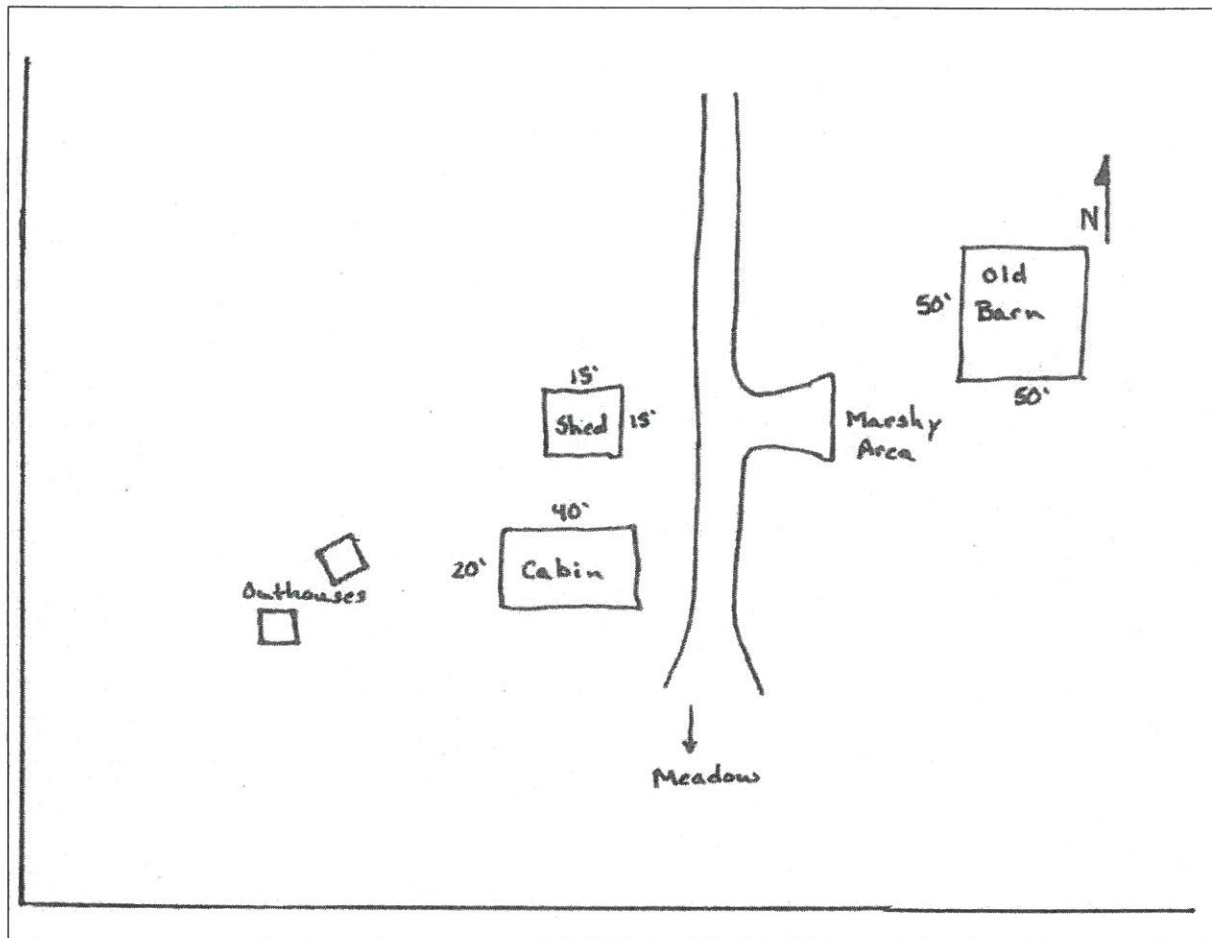 N
Old
Barn
50'
50'
15'
Shed
15'
Marshy
Area
40'
20'
Cabin
Outhouses
Meadow